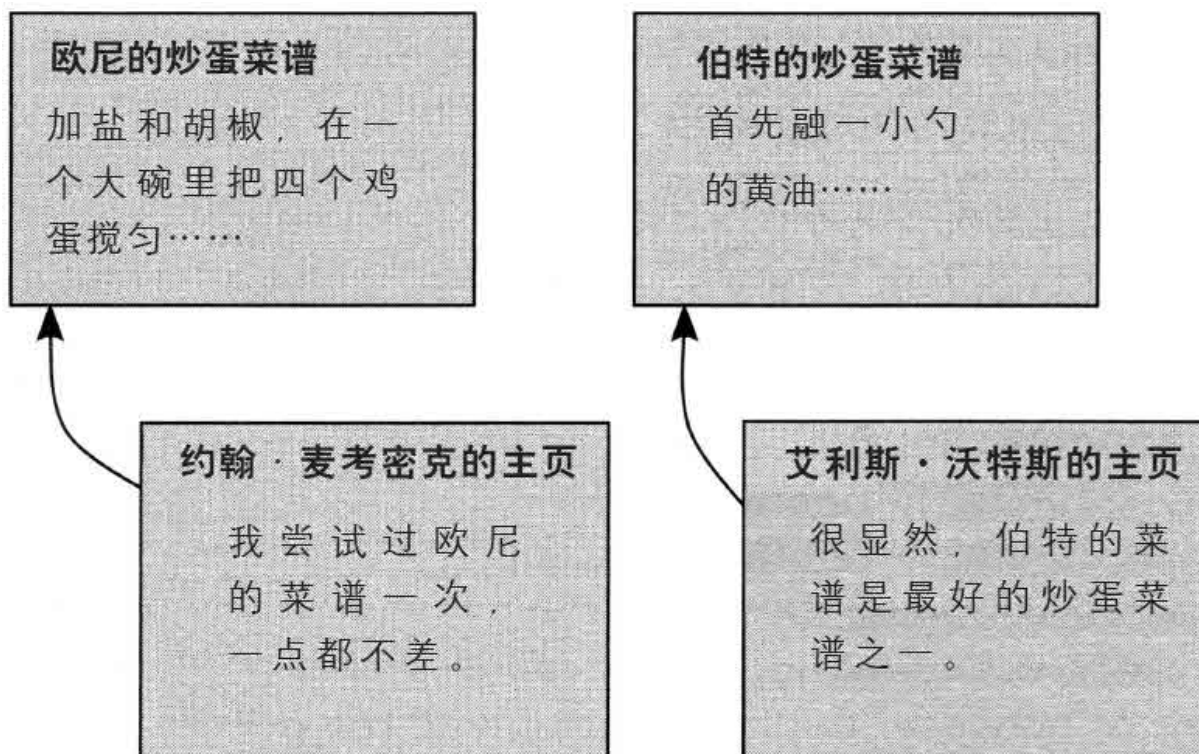 欧尼的炒蛋菜谱
加盐和胡椒，在一
个大碗里把四个鸡
蛋搅匀……
伯特的炒蛋菜谱
首先融一小勺
的黄油……
约翰·麦考密克的主页
我尝试过欧尼
的菜谱一次，
一点都不差。
艾利斯·沃特斯的主页
很显然，伯特的菜
谱是最好的炒蛋菜
谱之一。